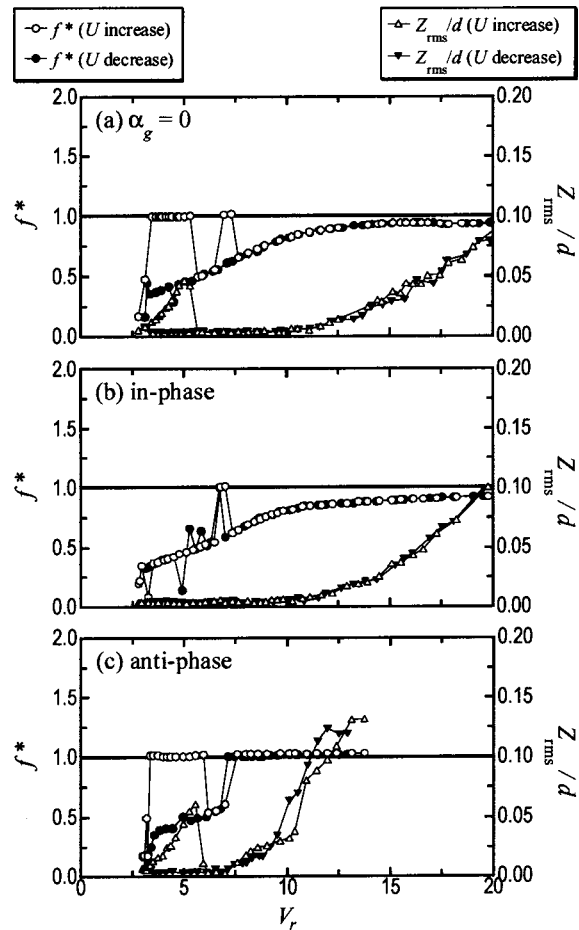 f* (U increase)
f* (U decrease)
Z_rms/d (U increase)
Z_rms/d (U decrease)
2.0
1.5
1.0
0.5
0.0
f*
(a) α_g = 0
0.20
0.15
0.10
0.05
0.00
Z_rms / d
2.0
1.5
1.0
0.5
0.0
f*
(b) in-phase
0.20
0.15
0.10
0.05
0.00
Z_rms / d
2.0
1.5
1.0
0.5
0.0
f*
(c) anti-phase
0.20
0.15
0.10
0.05
0.00
Z_rms / d
0 5 10 15 20
V_r